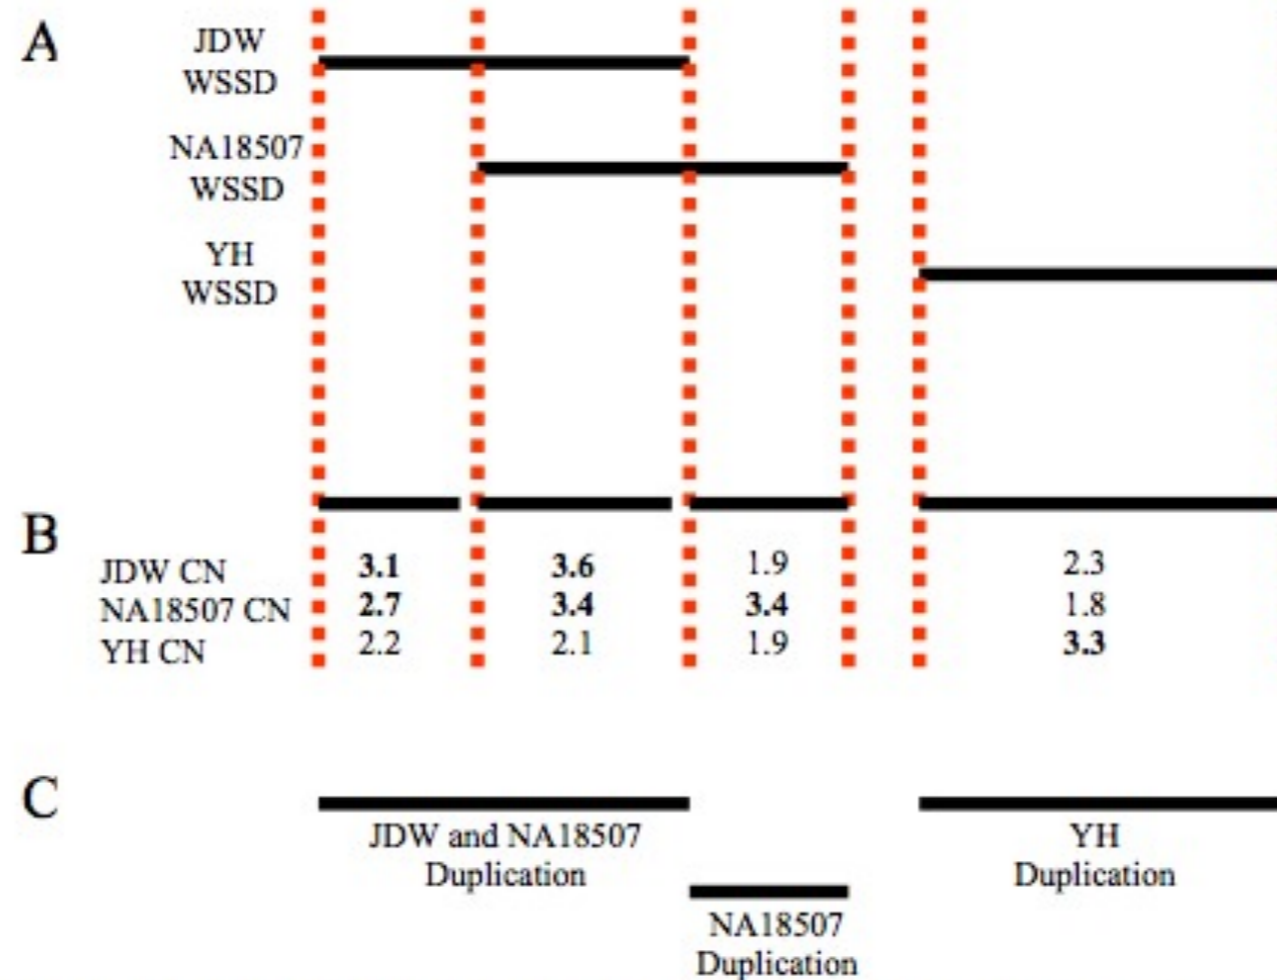 A
JDW
WSSD
NA18507
WSSD
YH
WSSD
B
JDW CN 3.1 3.6 1.9 2.3
NA18507 CN 2.7 3.4 3.4 1.8
YH CN 2.2 2.1 1.9 3.3
C
JDW and NA18507
Duplication
YH
Duplication
NA18507
Duplication